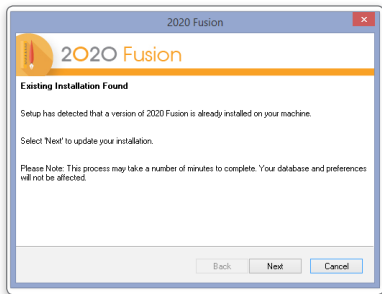 2020 Fusion
2020 Fusion
Existing Installation Found
Setup has detected that a version of 2020 Fusion is already installed on your machine.
Select 'Next' to update your installation.
Please Note: This process may take a number of minutes to complete. Your database and preferences
will not be affected.
Back
Next
Cancel